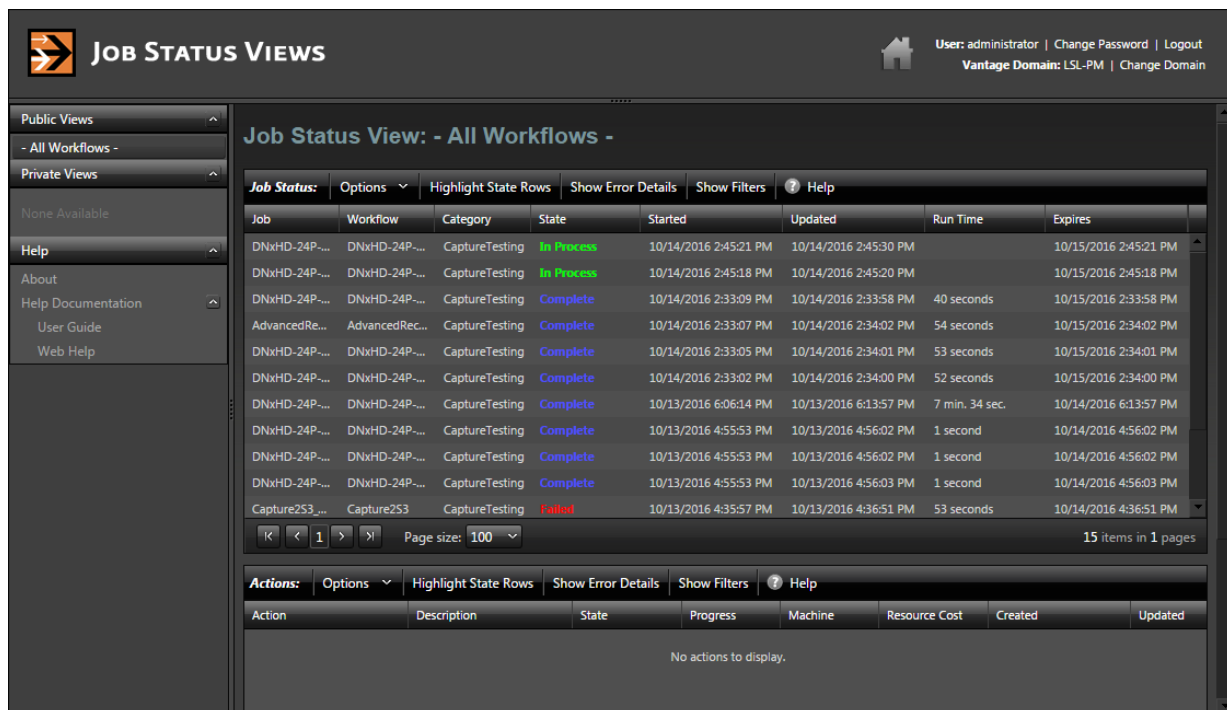 JOB STATUS VIEWS
User: administrator | Change Password | Logout
Vantage Domain: LSL-PM | Change Domain
Public Views
- All Workflows -
Private Views
None Available
Help
About
Help Documentation
User Guide
Web Help
Job Status View: - All Workflows -
Job Status: Options Highlight State Rows Show Error Details Show Filters ? Help
Job Workflow Category State Started Updated Run Time Expires
DNxHD-24P-... DNxHD-24P-... CaptureTesting In Process 10/14/2016 2:45:21 PM 10/14/2016 2:45:30 PM 10/15/2016 2:45:21 PM
DNxHD-24P-... DNxHD-24P-... CaptureTesting In Process 10/14/2016 2:45:18 PM 10/14/2016 2:45:20 PM 10/15/2016 2:45:18 PM
DNxHD-24P-... DNxHD-24P-... CaptureTesting Complete 10/14/2016 2:33:09 PM 10/14/2016 2:33:58 PM 40 seconds 10/15/2016 2:33:58 PM
AdvancedRe... AdvancedRec... CaptureTesting Complete 10/14/2016 2:33:07 PM 10/14/2016 2:34:02 PM 54 seconds 10/15/2016 2:34:02 PM
DNxHD-24P-... DNxHD-24P-... CaptureTesting Complete 10/14/2016 2:33:05 PM 10/14/2016 2:34:01 PM 53 seconds 10/15/2016 2:34:01 PM
DNxHD-24P-... DNxHD-24P-... CaptureTesting Complete 10/14/2016 2:33:02 PM 10/14/2016 2:34:00 PM 52 seconds 10/15/2016 2:34:00 PM
DNxHD-24P-... DNxHD-24P-... CaptureTesting Complete 10/13/2016 6:06:14 PM 10/13/2016 6:13:57 PM 7 min. 34 sec. 10/14/2016 6:13:57 PM
DNxHD-24P-... DNxHD-24P-... CaptureTesting Complete 10/13/2016 4:55:53 PM 10/13/2016 4:56:02 PM 1 second 10/14/2016 4:56:02 PM
DNxHD-24P-... DNxHD-24P-... CaptureTesting Complete 10/13/2016 4:55:53 PM 10/13/2016 4:56:02 PM 1 second 10/14/2016 4:56:02 PM
DNxHD-24P-... DNxHD-24P-... CaptureTesting Complete 10/13/2016 4:55:53 PM 10/13/2016 4:56:03 PM 1 second 10/14/2016 4:56:03 PM
Capture2S3_... Capture2S3 CaptureTesting Failed 10/13/2016 4:35:57 PM 10/13/2016 4:36:51 PM 53 seconds 10/14/2016 4:36:51 PM
1 Page size: 100 15 items in 1 pages
Actions: Options Highlight State Rows Show Error Details Show Filters ? Help
Action Description State Progress Machine Resource Cost Created Updated
No actions to display.